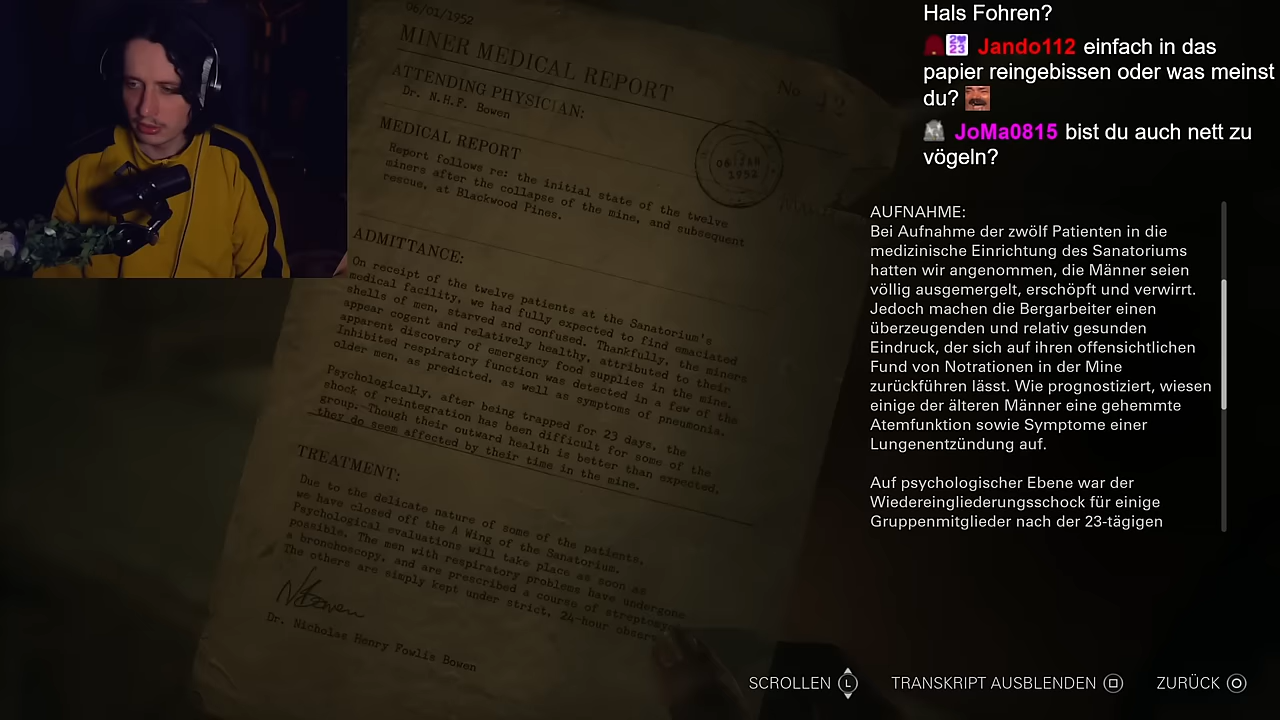 06/01/1952
MINER MEDICAL REPORT
No 42
ATTENDING PHYSICIAN:
Dr. N.H.F. Bowen
MEDICAL REPORT
Report follows re: the initial state of the twelve
miners after the collapse of the mine, and subsequent
rescue, at Blackwood Pines.
06 JAN
1952
ADMITTANCE:
On receipt of the twelve patients at the Sanatorium's
medical facility, we had fully expected to find emaciated
shells of men, starved and confused. Thankfully, the miners
appear cogent and relatively healthy, attributed to their
apparent discovery of emergency food supplies in the mine.
Inhibited respiratory function was detected in a few of the
older men, as predicted, as well as symptoms of pneumonia.
Psychologically, after being trapped for 23 days, the
shock of reintegration has been difficult for some of the
group. Though their outward health is better than expected,
they do seem affected by their time in the mine.
TREATMENT:
Due to the delicate nature of some of the patients,
we have closed off the A Wing of the Sanatorium.
Psychological evaluations will take place as soon as
possible. The men with respiratory problems have undergone
a bronchoscopy, and are prescribed a course of streptomyc
The others are simply kept under strict, 24-hour observ
NBowen
Dr. Nicholas Henry Fowlis Bowen
Hals Fohren?
Jando112 einfach in das
papier reingebissen oder was meinst
du?
JoMa0815 bist du auch nett zu
vögeln?
AUFNAHME:
Bei Aufnahme der zwölf Patienten in die
medizinische Einrichtung des Sanatoriums
hatten wir angenommen, die Männer seien
völlig ausgemergelt, erschöpft und verwirrt.
Jedoch machen die Bergarbeiter einen
überzeugenden und relativ gesunden
Eindruck, der sich auf ihren offensichtlichen
Fund von Notrationen in der Mine
zurückführen lässt. Wie prognostiziert, wiesen
einige der älteren Männer eine gehemmte
Atemfunktion sowie Symptome einer
Lungenentzündung auf.
Auf psychologischer Ebene war der
Wiedereingliederungsschock für einige
Gruppenmitglieder nach der 23-tägigen
SCROLLEN L
TRANSKRIPT AUSBLENDEN
ZURÜCK